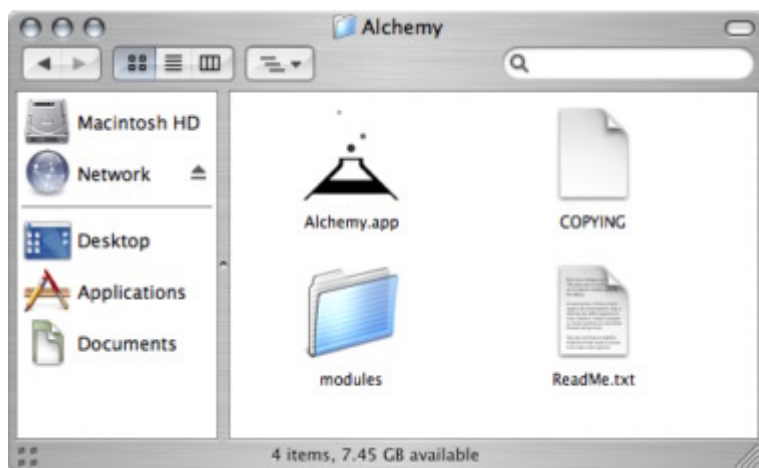 Alchemy
Macintosh HD
Network
Desktop
Applications
Documents
Alchemy.app
COPYING
modules
ReadMe.txt
4 items, 7.45 GB available